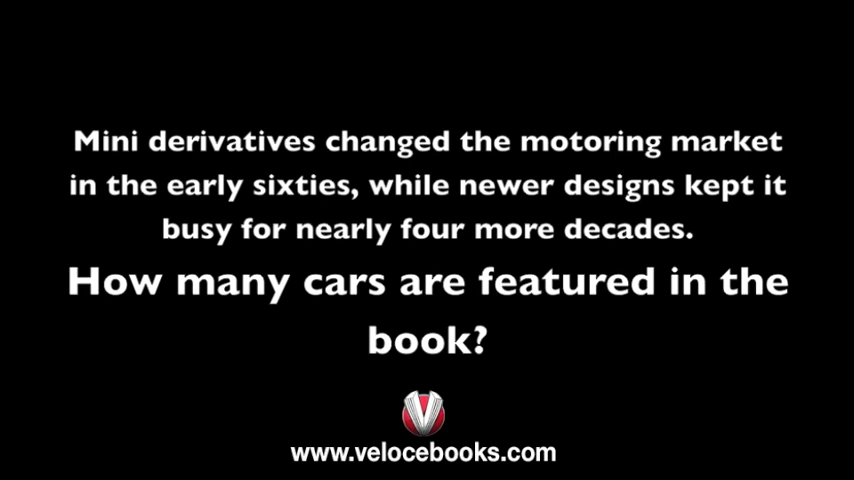 Mini derivatives changed the motoring market
in the early sixties, while newer designs kept it
busy for nearly four more decades.
How many cars are featured in the
book?
www.velocebooks.com